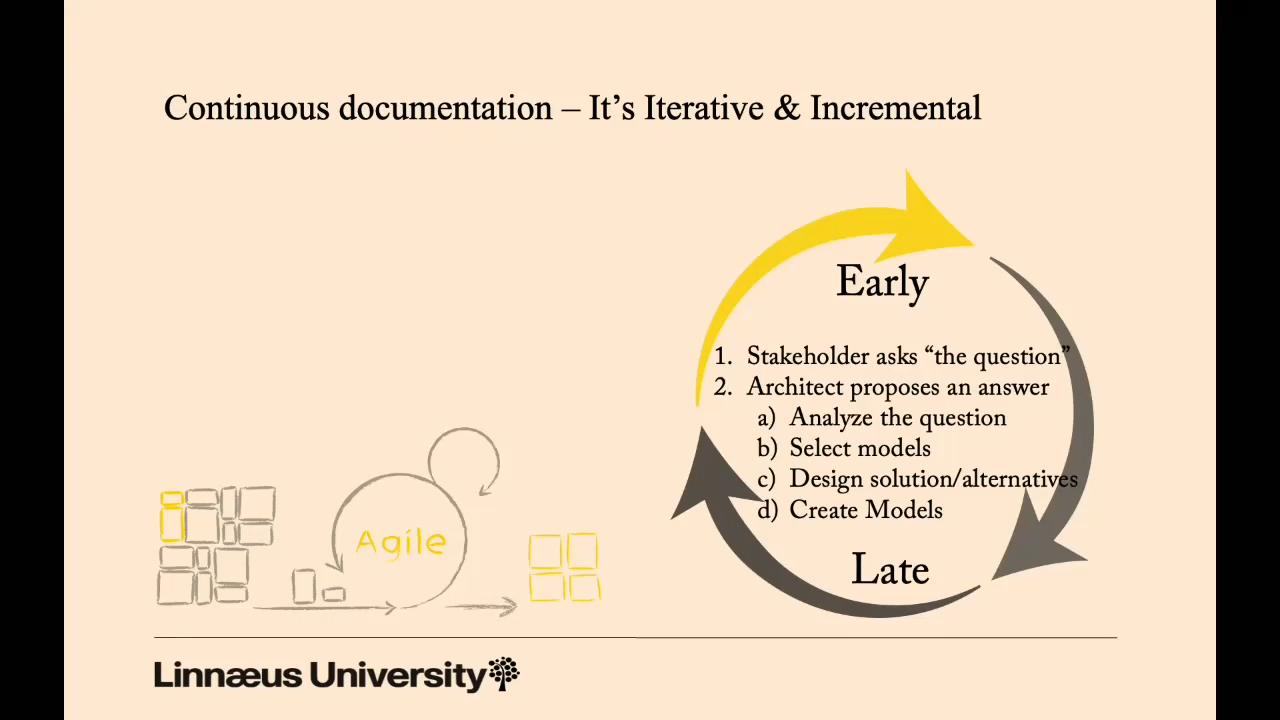 Continuous documentation – It’s Iterative & Incremental
Early
1. Stakeholder asks “the question”
2. Architect proposes an answer
a) Analyze the question
b) Select models
c) Design solution/alternatives
d) Create Models
Late
Agile
Linnæus University